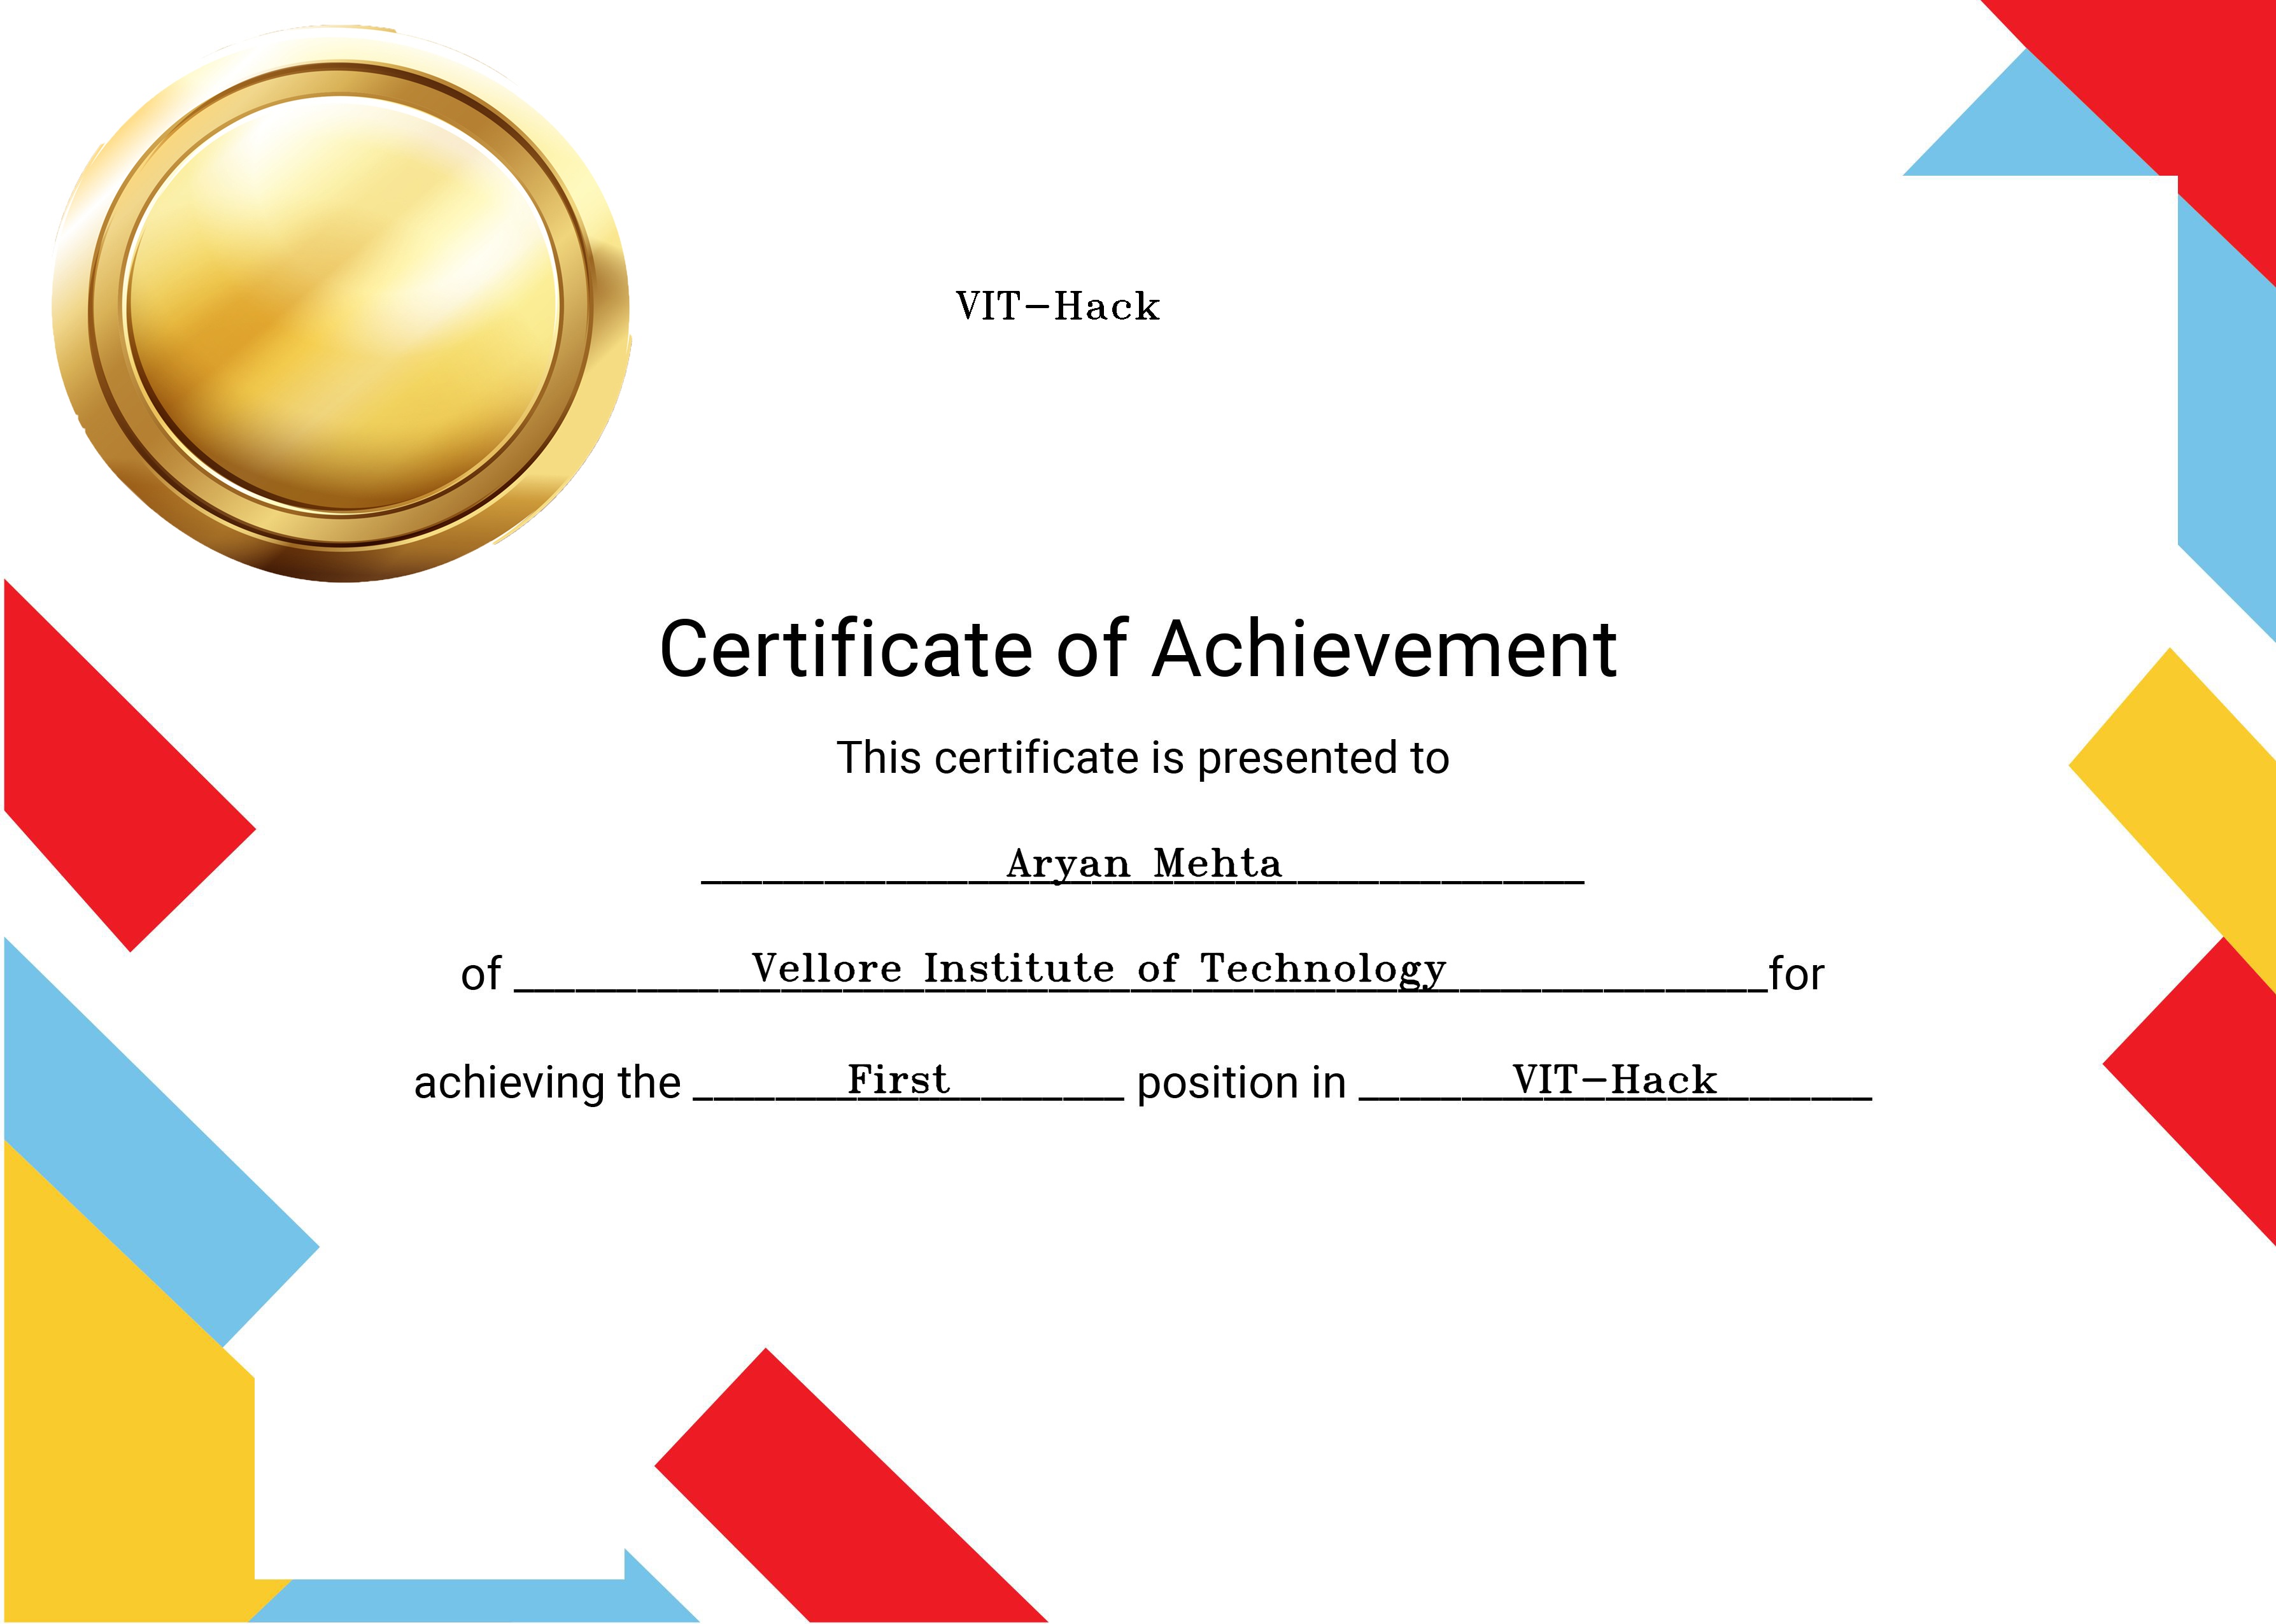 VIT-Hack
Certificate of Achievement
This certificate is presented to
Aryan Mehta
of Vellore Institute of Technology for
achieving the First position in VIT-Hack